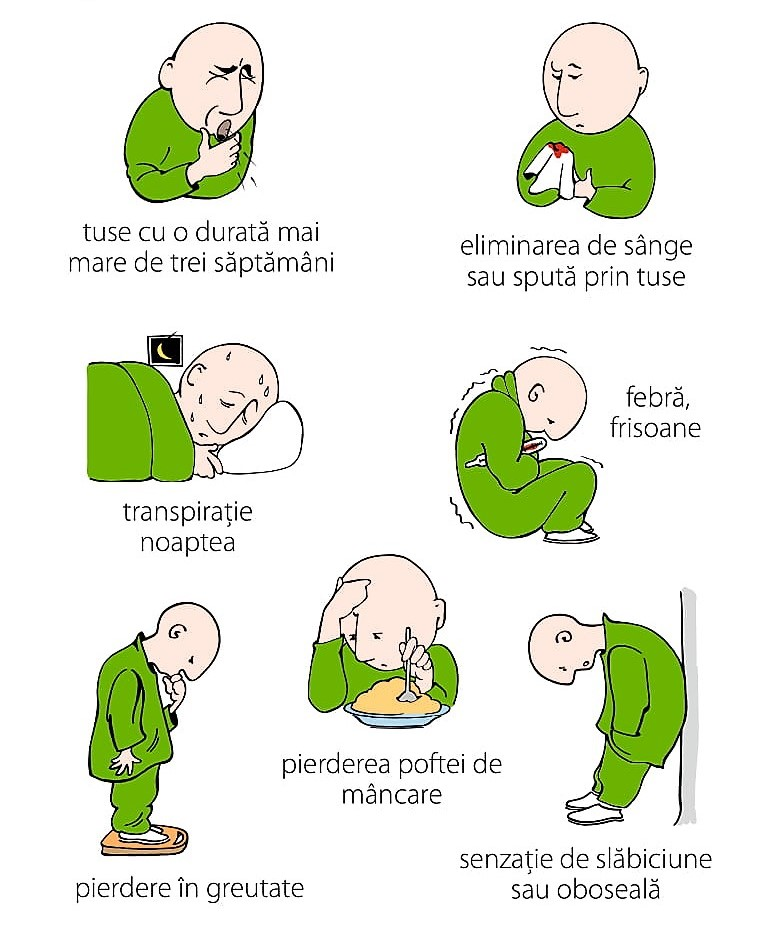 tuse cu o durată mai
mare de trei săptămâni
eliminarea de sânge
sau spută prin tuse
transpirație
noaptea
febră,
frisoane
pierderea poftei de
mâncare
pierdere în greutate
senzație de slăbiciune
sau oboseală